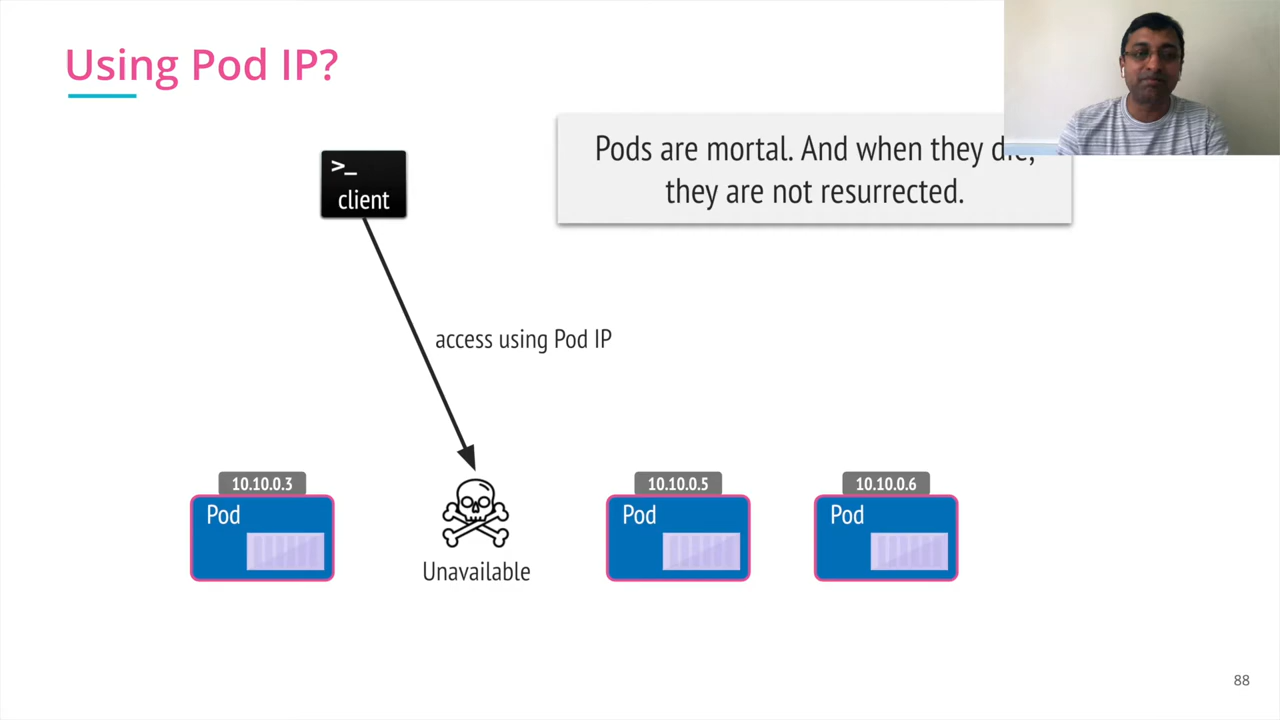 Using Pod IP?
Pods are mortal. And when they die,
they are not resurrected.
>_
client
access using Pod IP
10.10.0.3
Pod
Unavailable
10.10.0.5
Pod
10.10.0.6
Pod
88